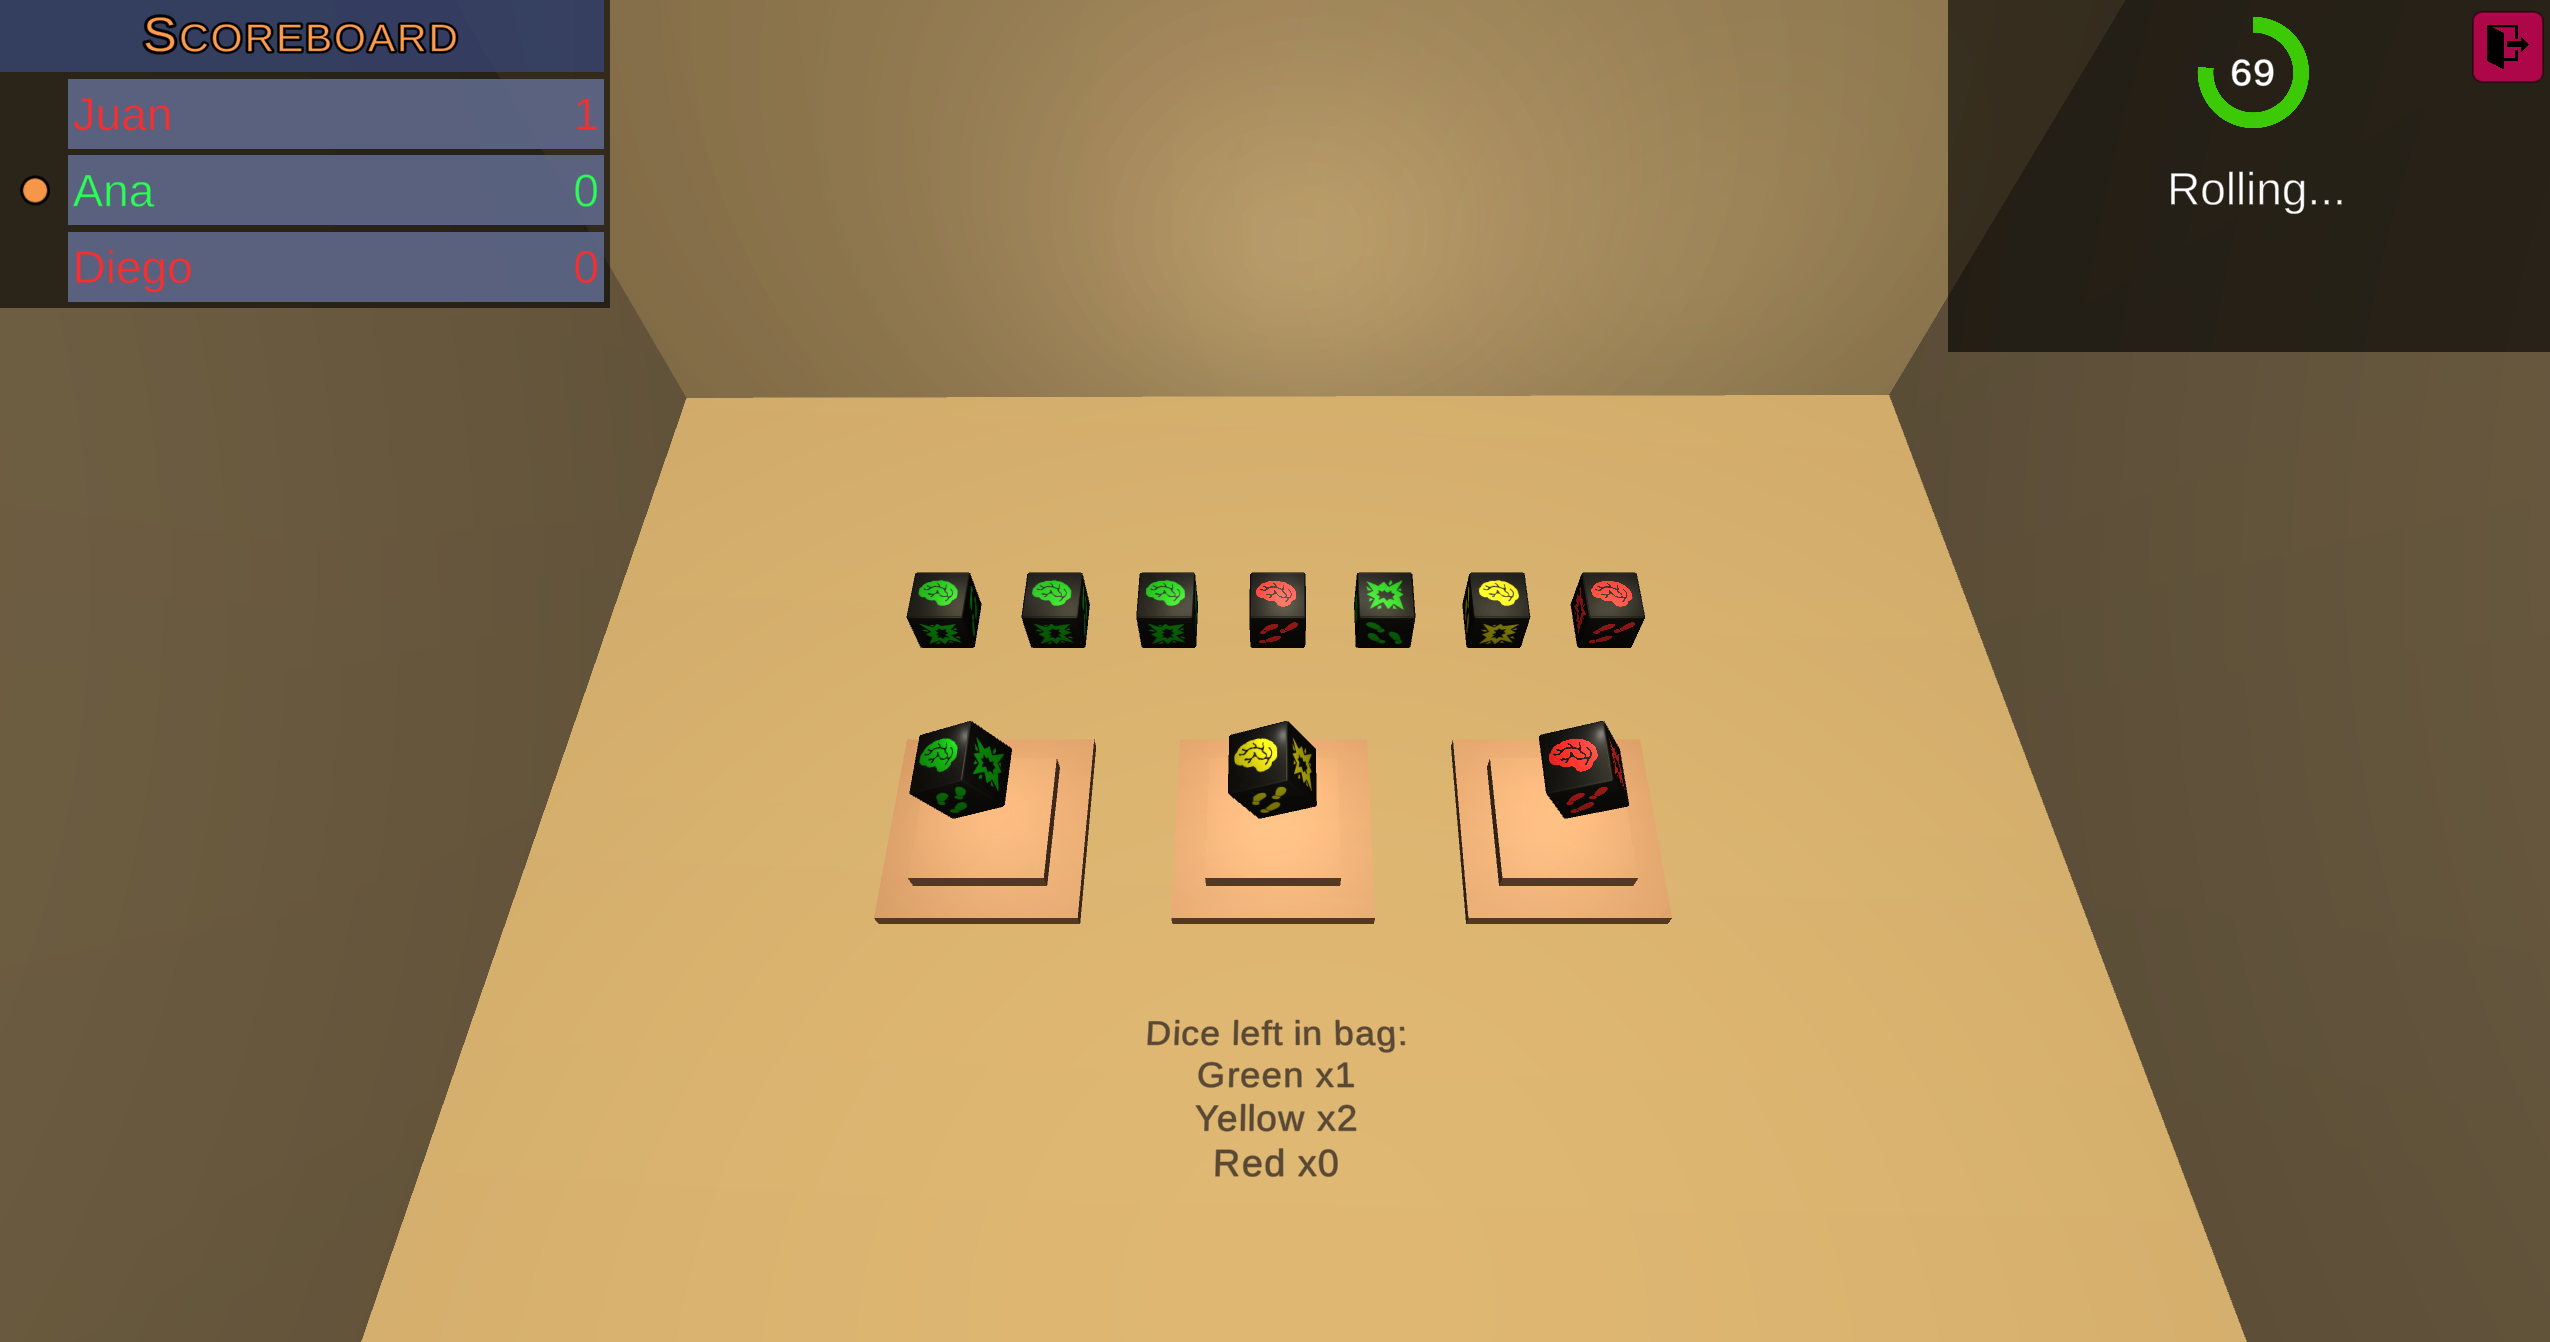 SCOREBOARD
Juan 1
Ana 0
Diego 0
69
Rolling...
Dice left in bag:
Green x1
Yellow x2
Red x0